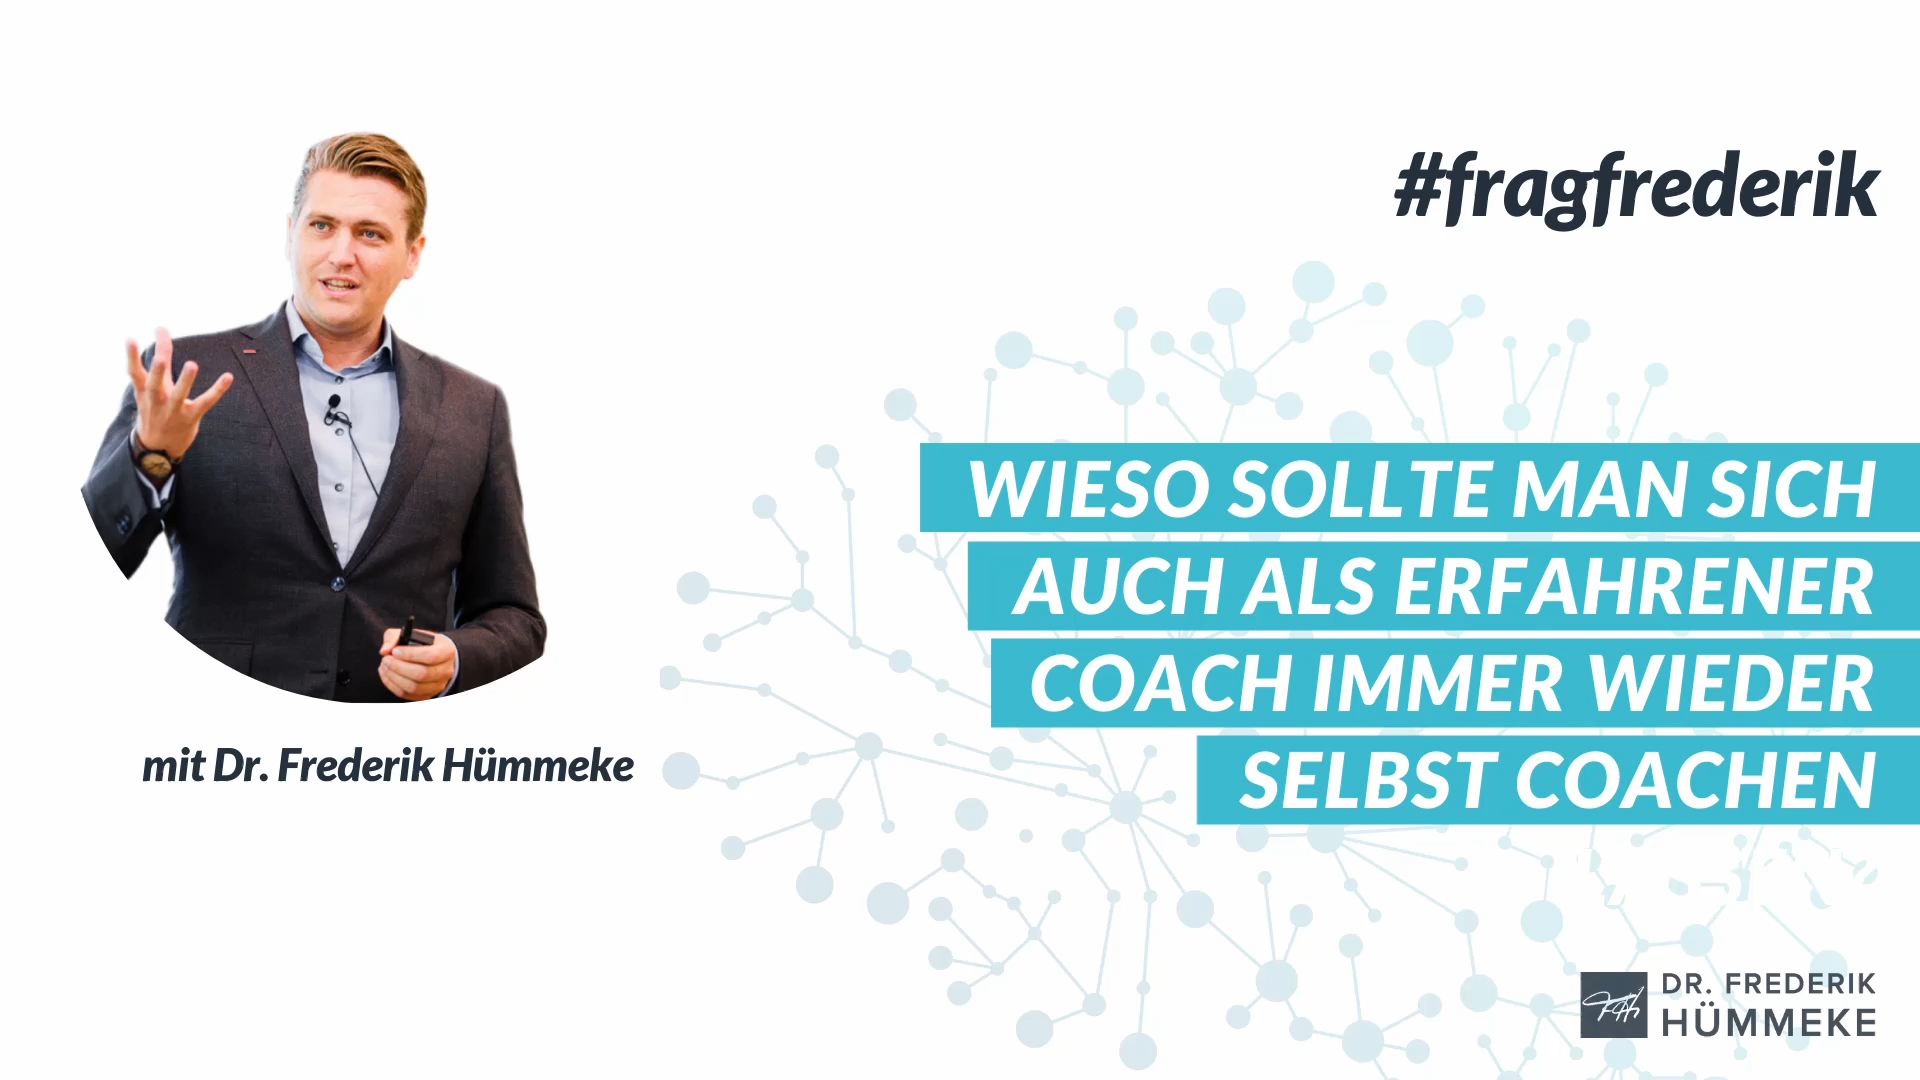 #fragfrederik
WIESO SOLLTE MAN SICH
AUCH ALS ERFAHRENER
COACH IMMER WIEDER
SELBST COACHEN
mit Dr. Frederik Hümmeke
DR. FREDERIK
HÜMMEKE